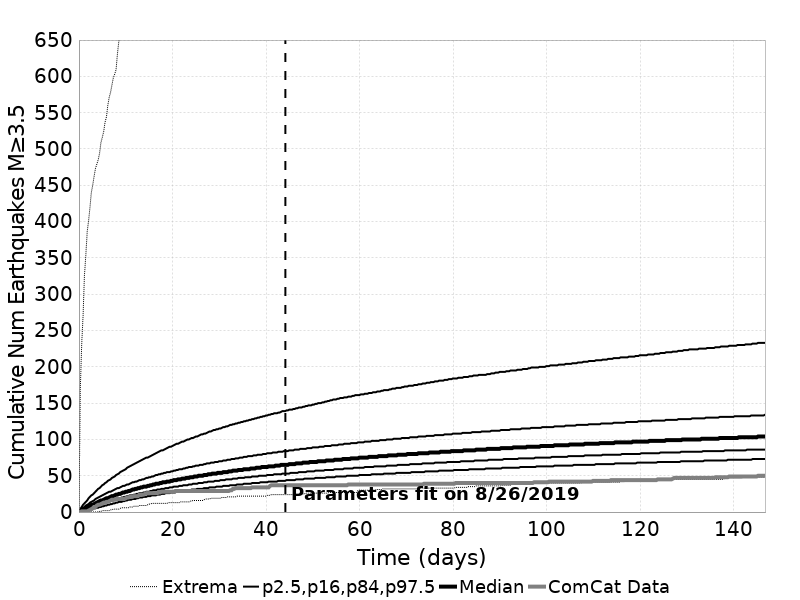 Cumulative Num Earthquakes M≥3.5
650
600
550
500
450
400
350
300
250
200
150
100
50
0
Parameters fit on 8/26/2019
0 20 40 60 80 100 120 140
Time (days)
Extrema p2.5,p16,p84,p97.5 Median ComCat Data